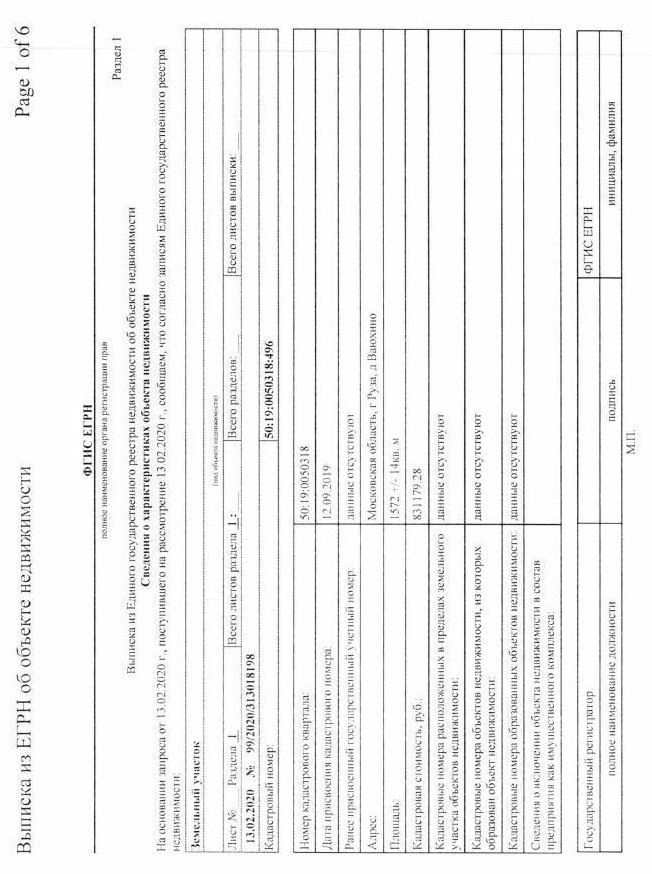 Выписка из ЕГРН об объекте недвижимости Page 1 of 6
ФГИС ЕГРН
полное наименование органа регистрации прав
Раздел 1
Выписка из Единого государственного реестра недвижимости об объекте недвижимости
Сведения о характеристиках объекта недвижимости
На основании запроса от 13.02.2020 г., поступившего на рассмотрение 13.02.2020 г., сообщаем, что согласно записям Единого государственного реестра
недвижимости:
Земельный участок
(вид объекта недвижимости)
Лист № Раздела 1 Всего листов раздела 1: Всего разделов: Всего листов выписки:
13.02.2020 № 99/2020/313018198
Кадастровый номер: 50:19:0050318:496
Номер кадастрового квартала: 50:19:0050318
Дата присвоения кадастрового номера: 12.09.2019
Ранее присвоенный государственный учетный номер: данные отсутствуют
Адрес: Московская область, г Руза, д Ваюхино
Площадь: 1572 +/- 14кв. м
Кадастровая стоимость, руб.: 831179.28
Кадастровые номера расположенных в пределах земельного данные отсутствуют
участка объектов недвижимости:
Кадастровые номера объектов недвижимости, из которых данные отсутствуют
образован объект недвижимости:
Кадастровые номера образованных объектов недвижимости: данные отсутствуют
Сведения о включении объекта недвижимости в состав
предприятия как имущественного комплекса:
Государственный регистратор ФГИС ЕГРН
полное наименование должности подпись инициалы, фамилия
М.П.